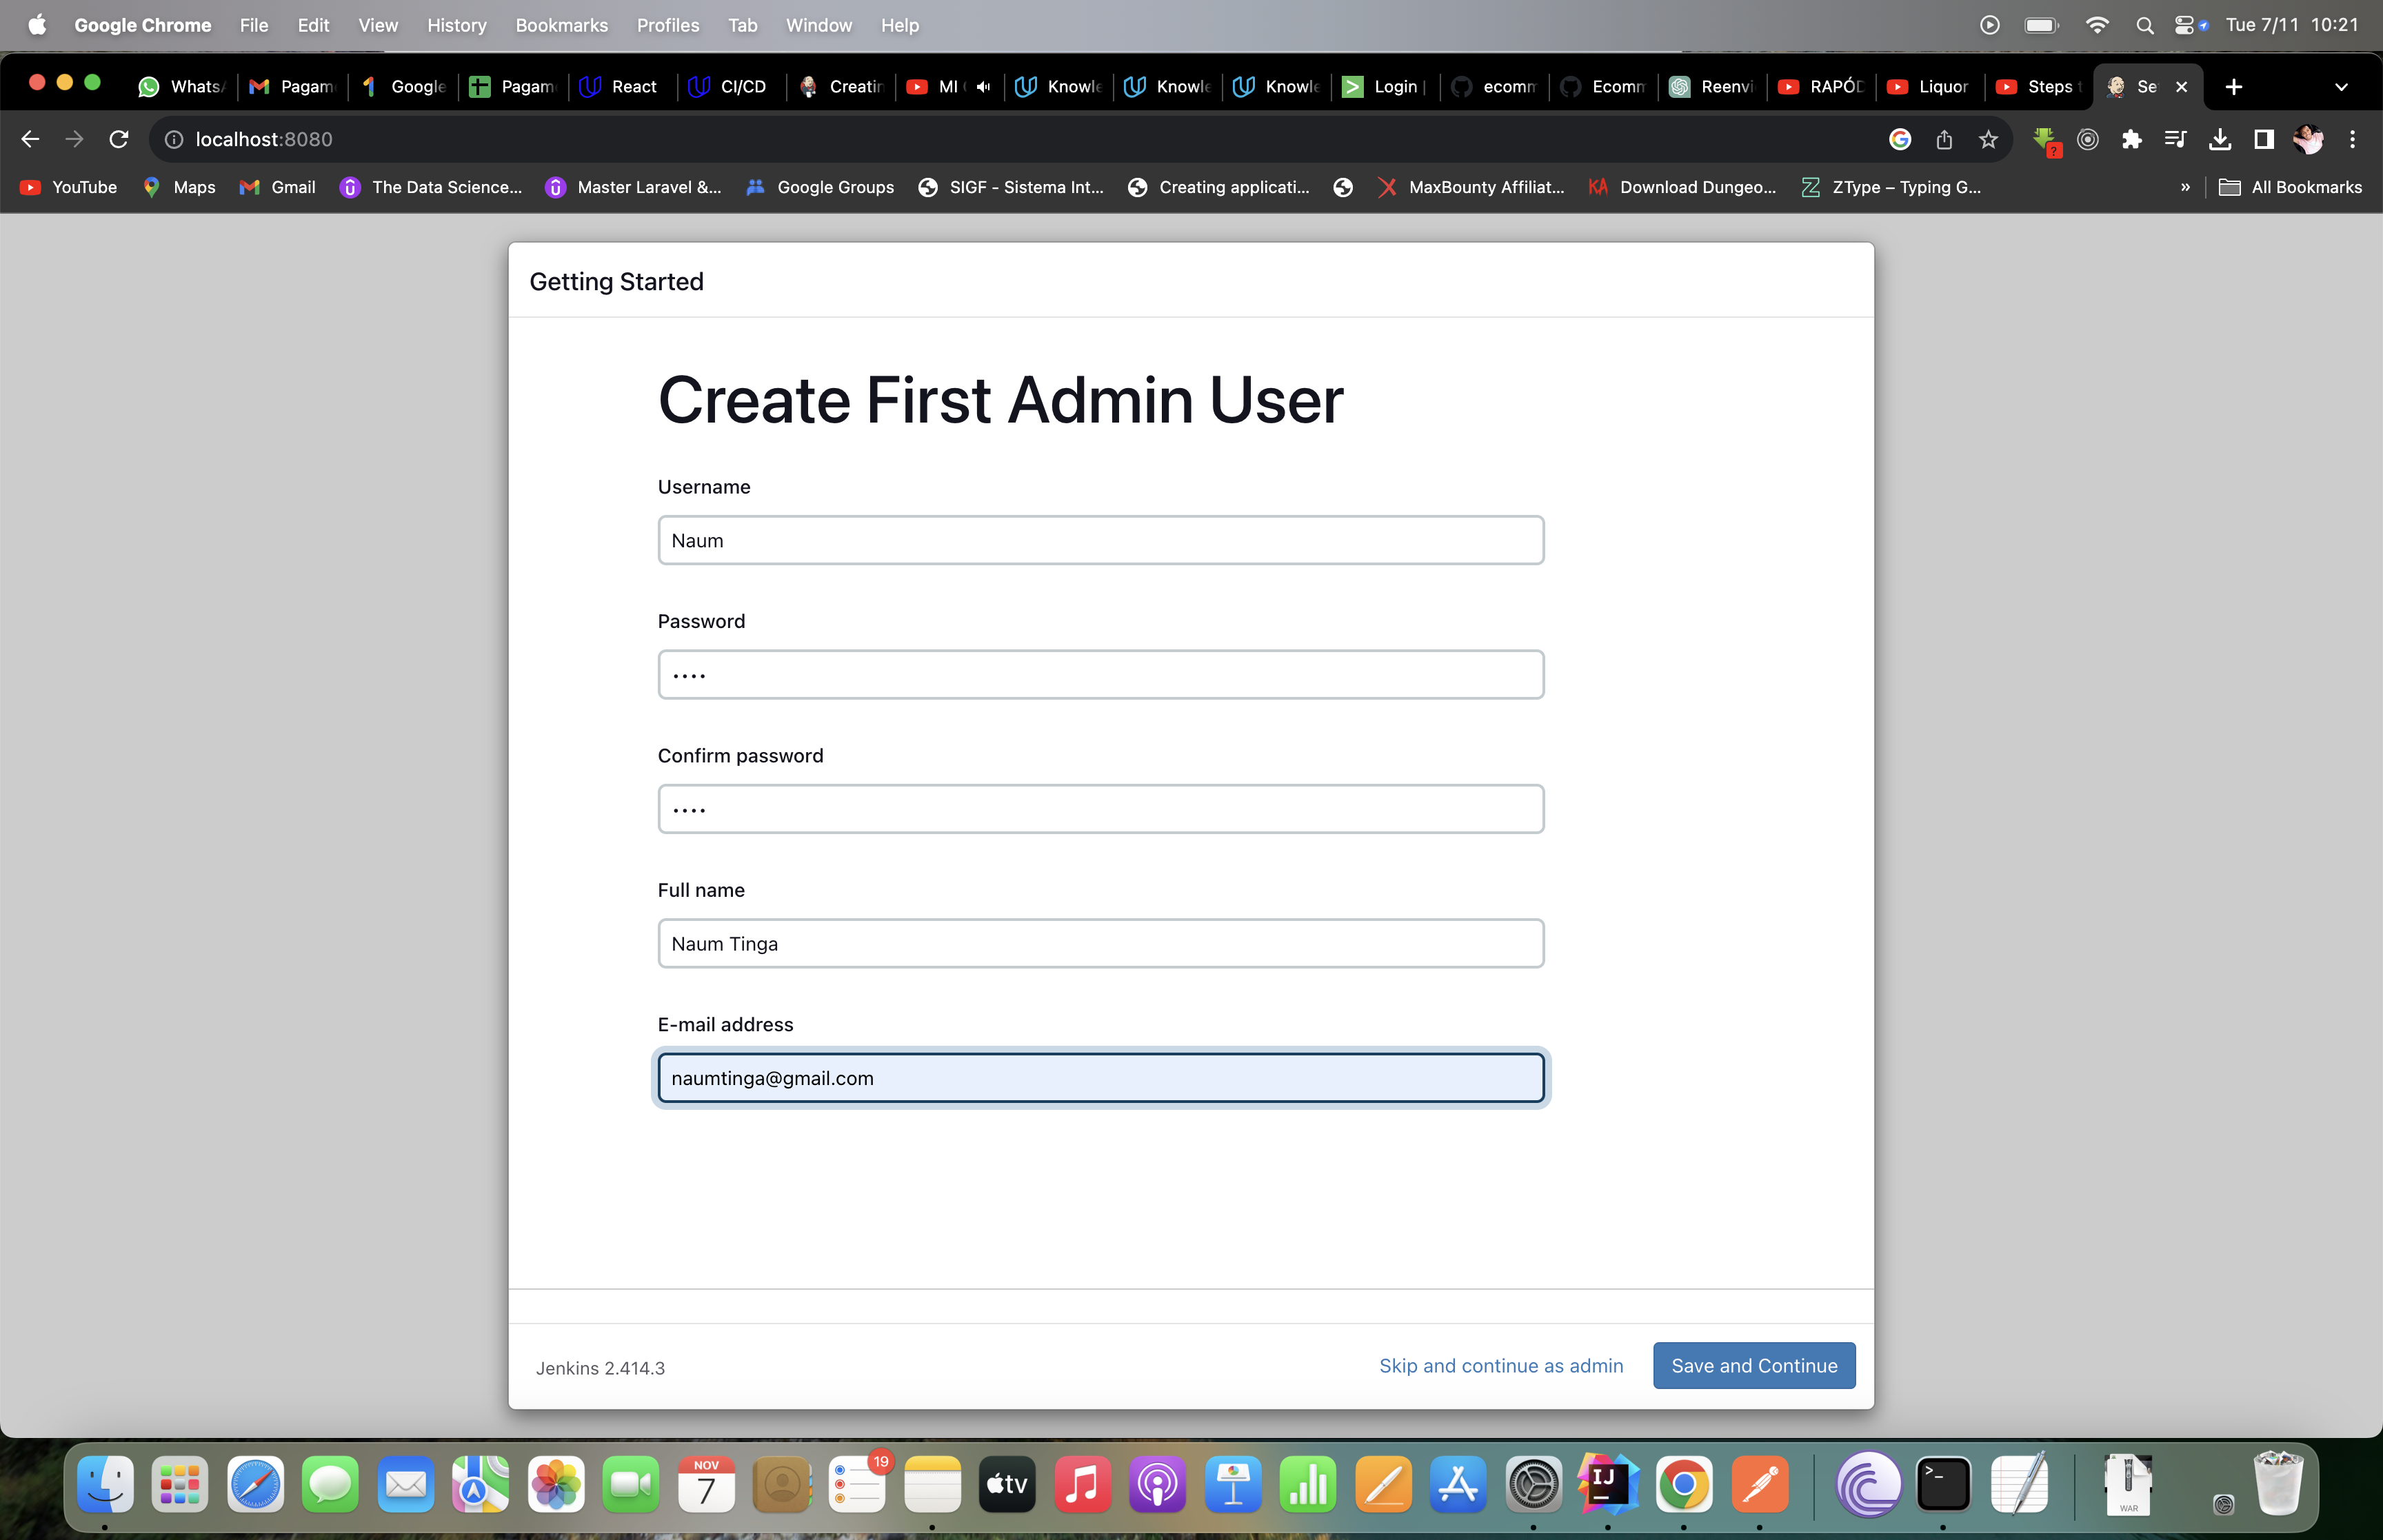 Google Chrome File Edit View History Bookmarks Profiles Tab Window Help Tue 7/11 10:21
Whats Pagam Google Pagam React CI/CD Creatin MI Knowle Knowle Knowle Login ecomm Ecomm Reenvi RAPÓD Liquor Steps t Se
localhost:8080
YouTube Maps Gmail The Data Science... Master Laravel &... Google Groups SIGF - Sistema Int... Creating applicati... MaxBounty Affiliat... Download Dungeo... ZType – Typing G... » All Bookmarks
Getting Started
Create First Admin User
Username
Naum
Password
••••
Confirm password
••••
Full name
Naum Tinga
E-mail address
naumtinga@gmail.com
Jenkins 2.414.3 Skip and continue as admin Save and Continue
NOV 7 19 tv IJ WAR